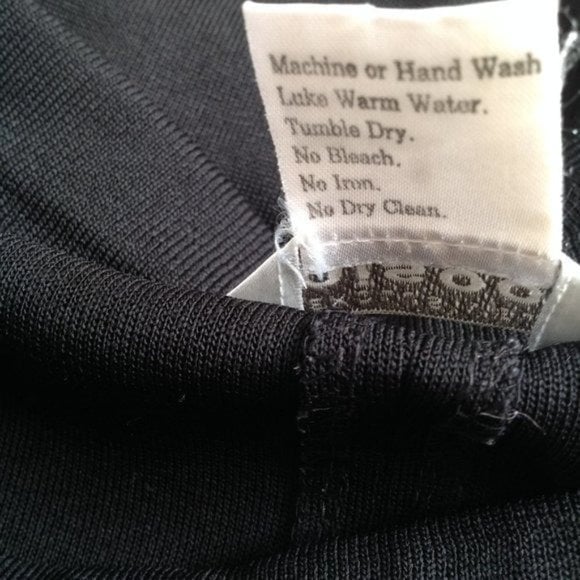 Machine or Hand Wash
Luke Warm Water.
Tumble Dry.
No Bleach.
No Iron.
No Dry Clean.